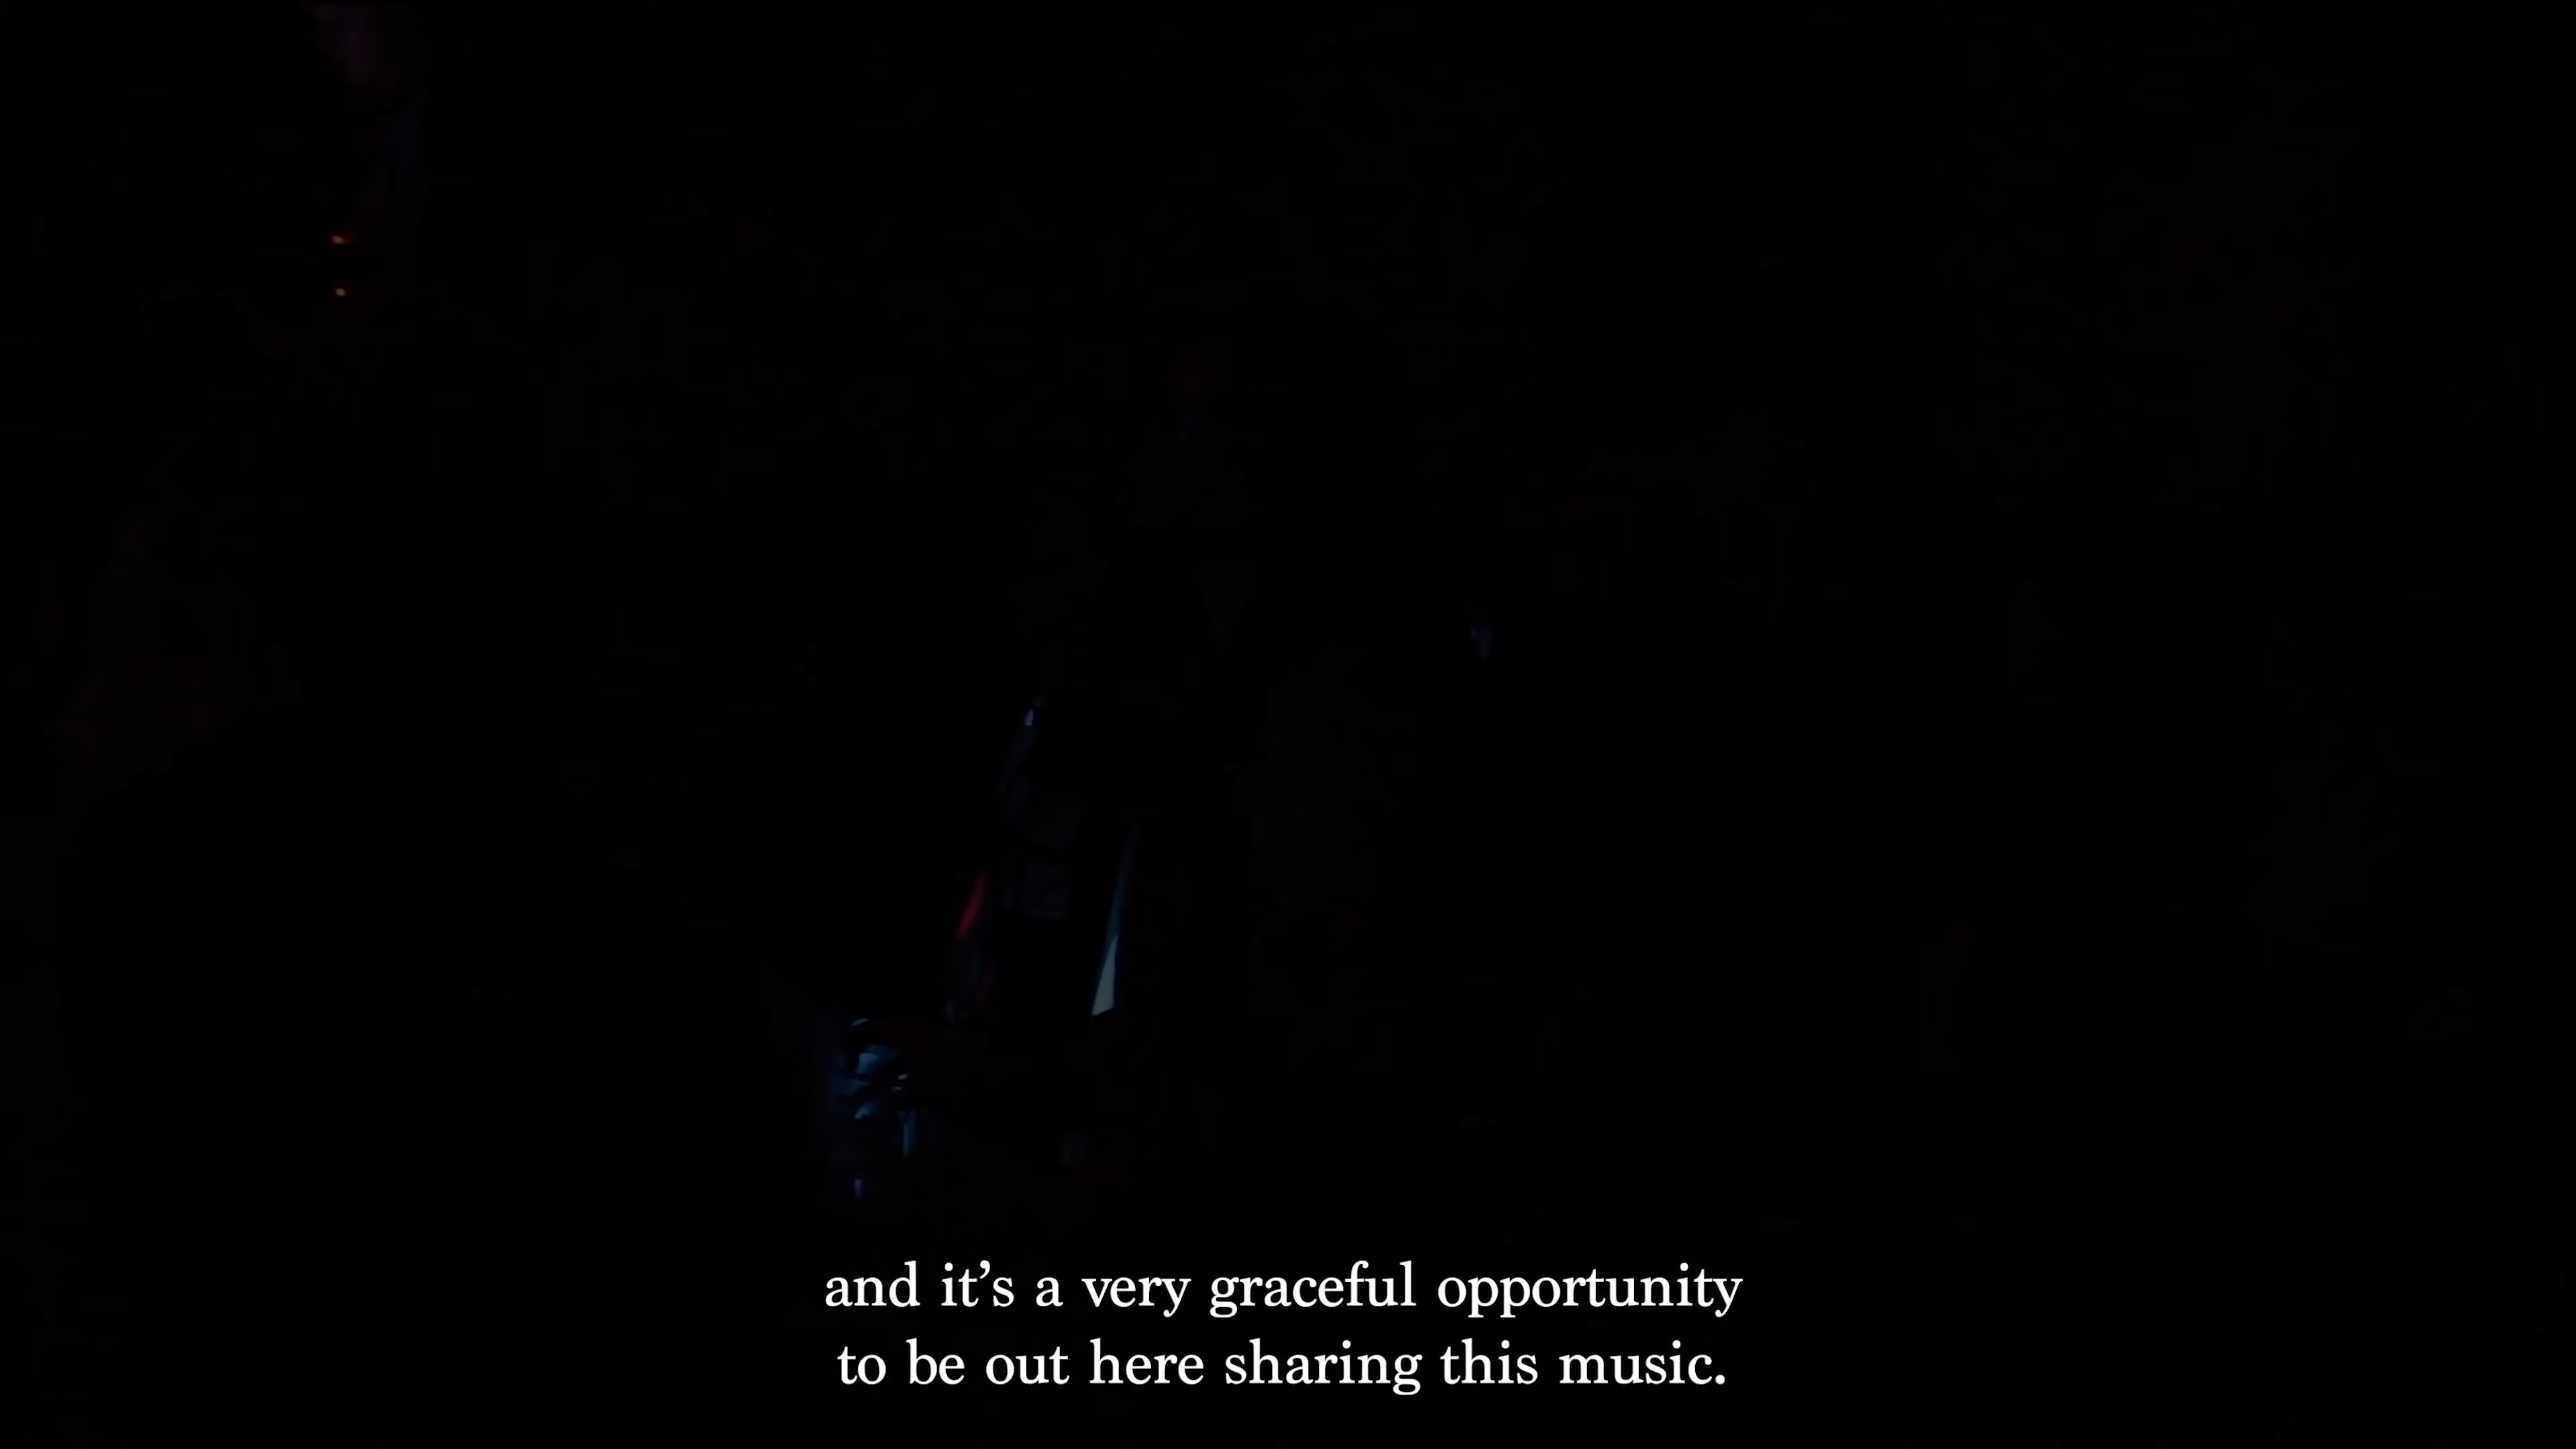 and it’s a very graceful opportunity
to be out here sharing this music.